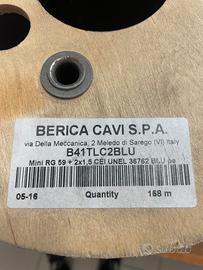 BERICA CAVI S.P.A.
via Della Meccanica, 2 Meledo di Sarego (VI) Italy
B41TLC2BLU
Mini RG 59 + 2x1,5 CEI UNEL 36762 BLU pe
05-16 Quantity 168 m
subito